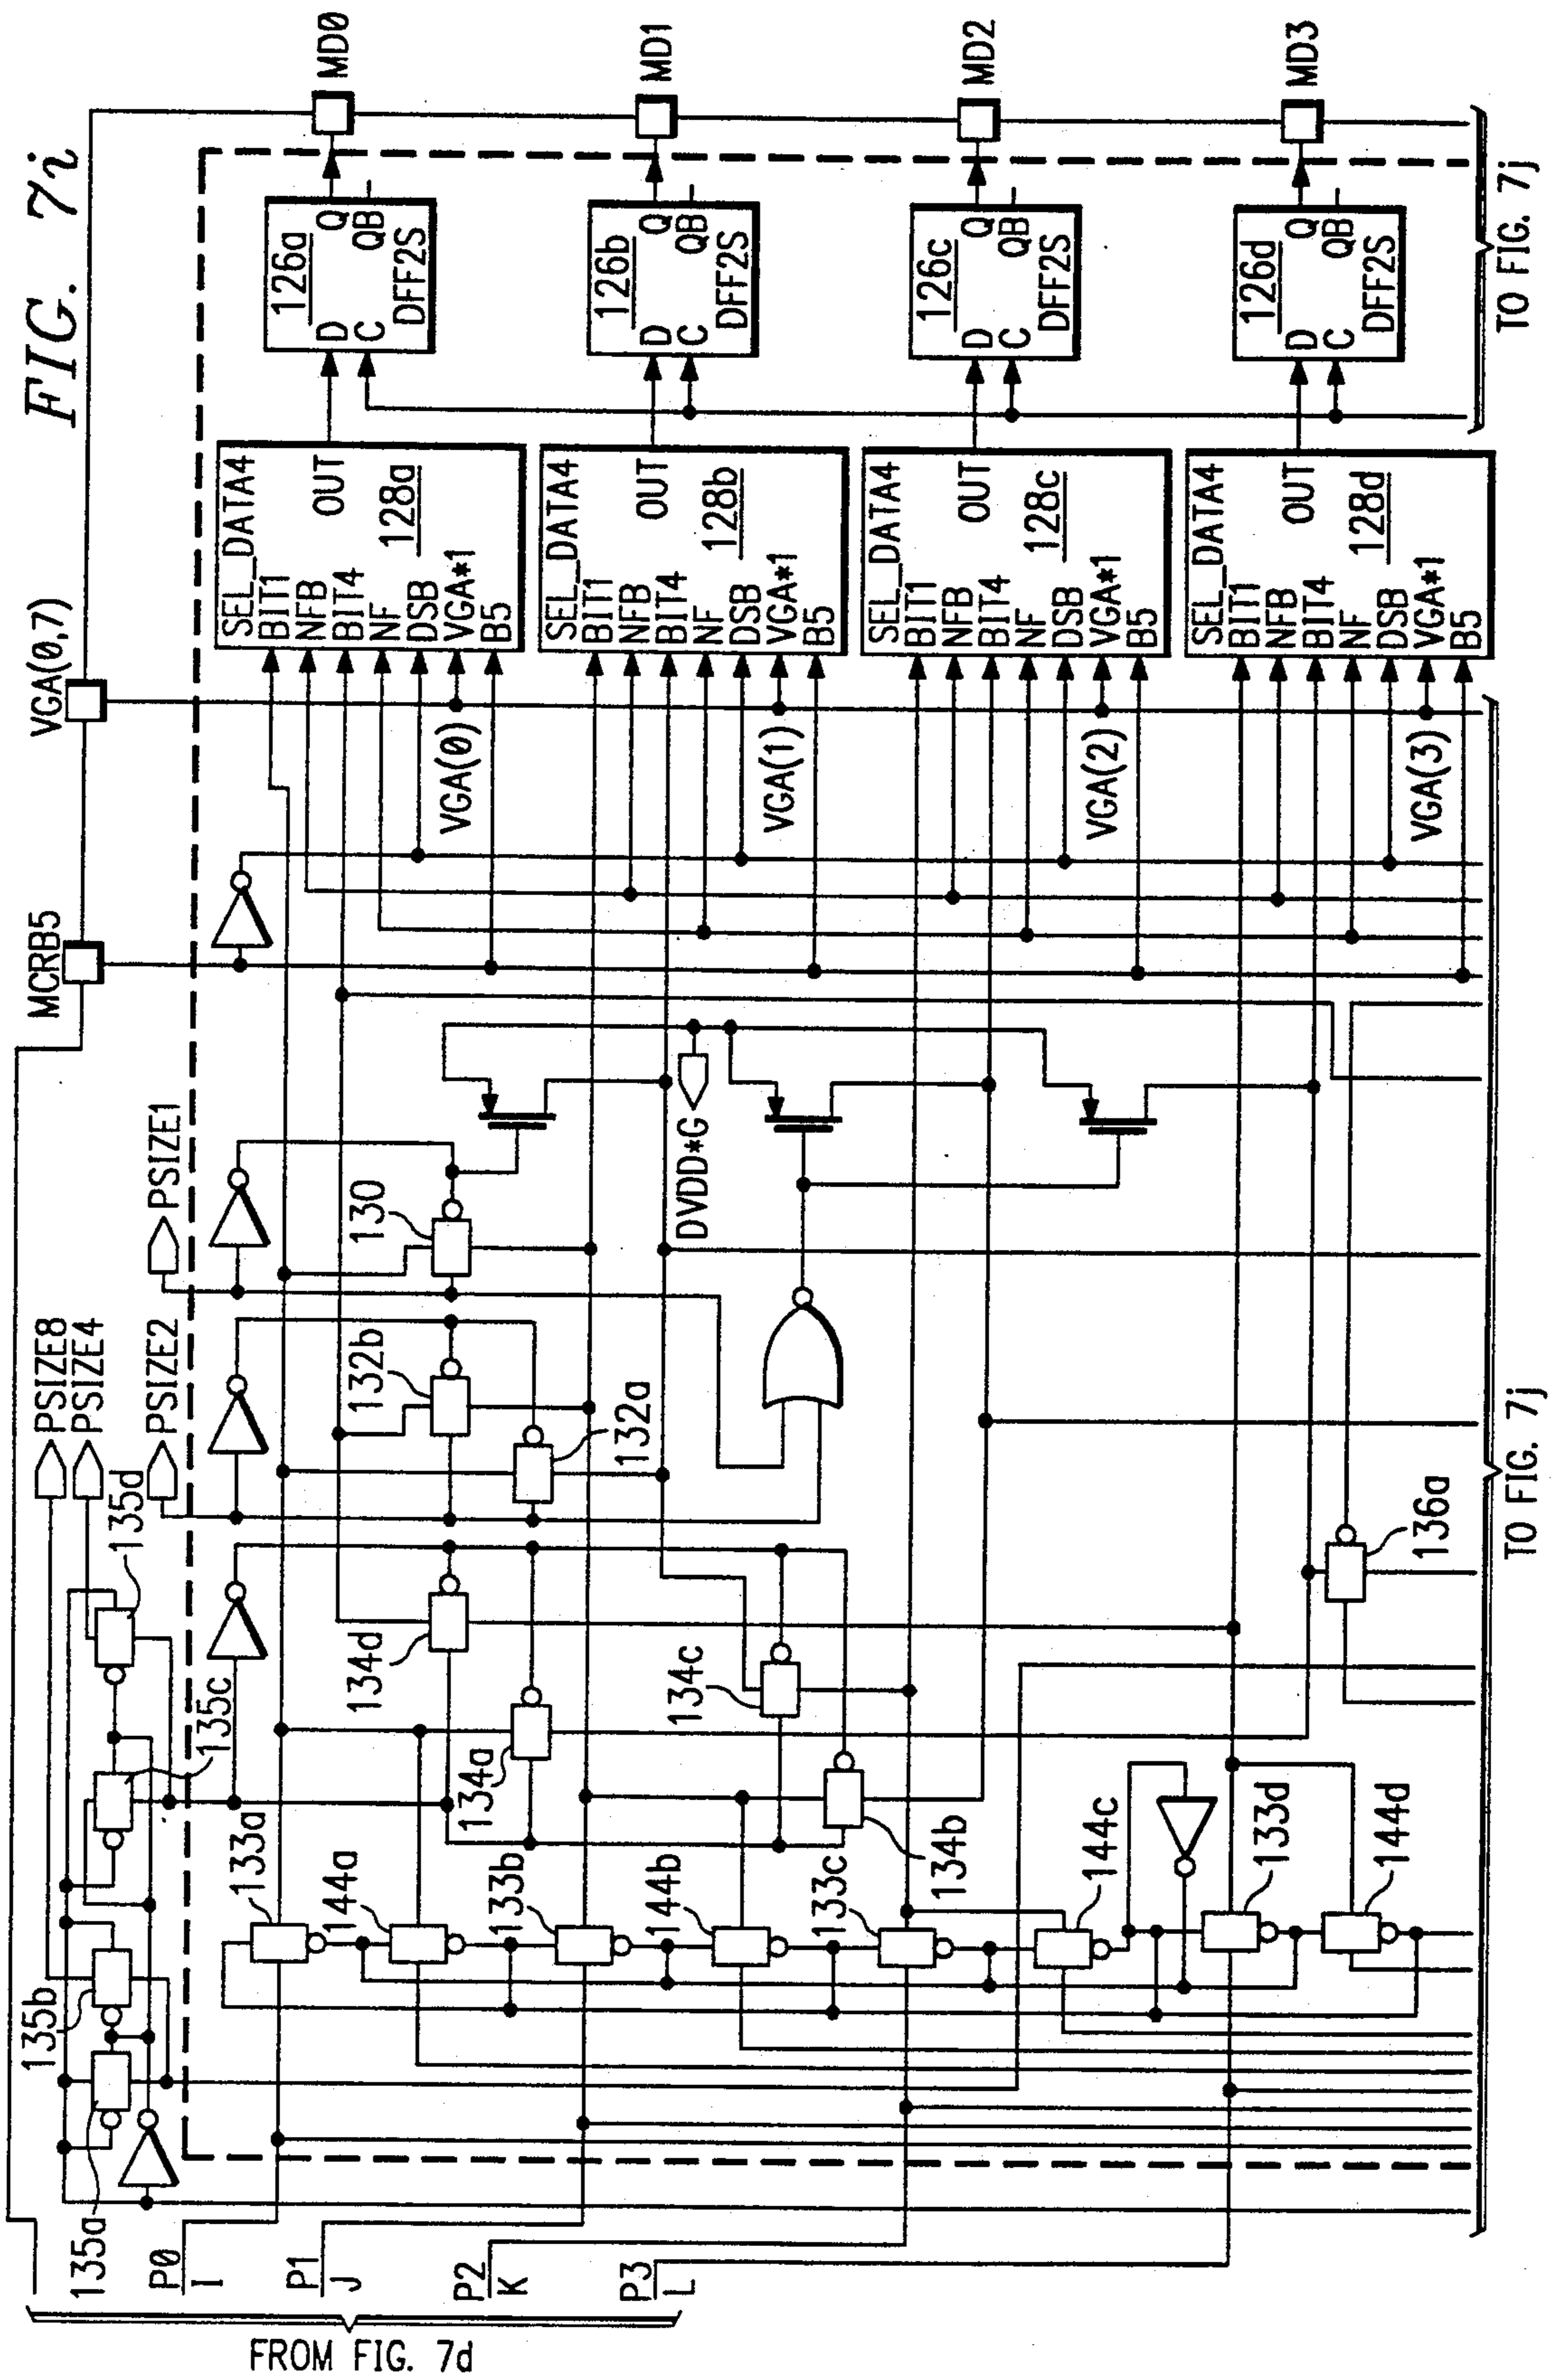 FIG. 7i
MCRB5
VGA(0,7)
PSIZE8
PSIZE4
PSIZE2
PSIZE1
135a
135b
135c
135d
P0
I
P1
J
P2
K
P3
L
FROM FIG. 7d
133a
144a
133b
144b
133c
144c
133d
144d
134d
134a
134c
134b
132b
132a
130
136a
DVDD*G
VGA(0)
VGA(1)
VGA(2)
VGA(3)
SEL_DATA4
BIT1
NFB
BIT4
NF
DSB
VGA*1
B5
OUT
128a
SEL_DATA4
BIT1
NFB
BIT4
NF
DSB
VGA*1
B5
OUT
128b
SEL_DATA4
BIT1
NFB
BIT4
NF
DSB
VGA*1
B5
OUT
128c
SEL_DATA4
BIT1
NFB
BIT4
NF
DSB
VGA*1
B5
OUT
128d
126a
D Q
C QB
DFF2S
126b
D Q
C QB
DFF2S
126c
D Q
C QB
DFF2S
126d
D Q
C QB
DFF2S
MD0
MD1
MD2
MD3
TO FIG. 7j
TO FIG. 7j